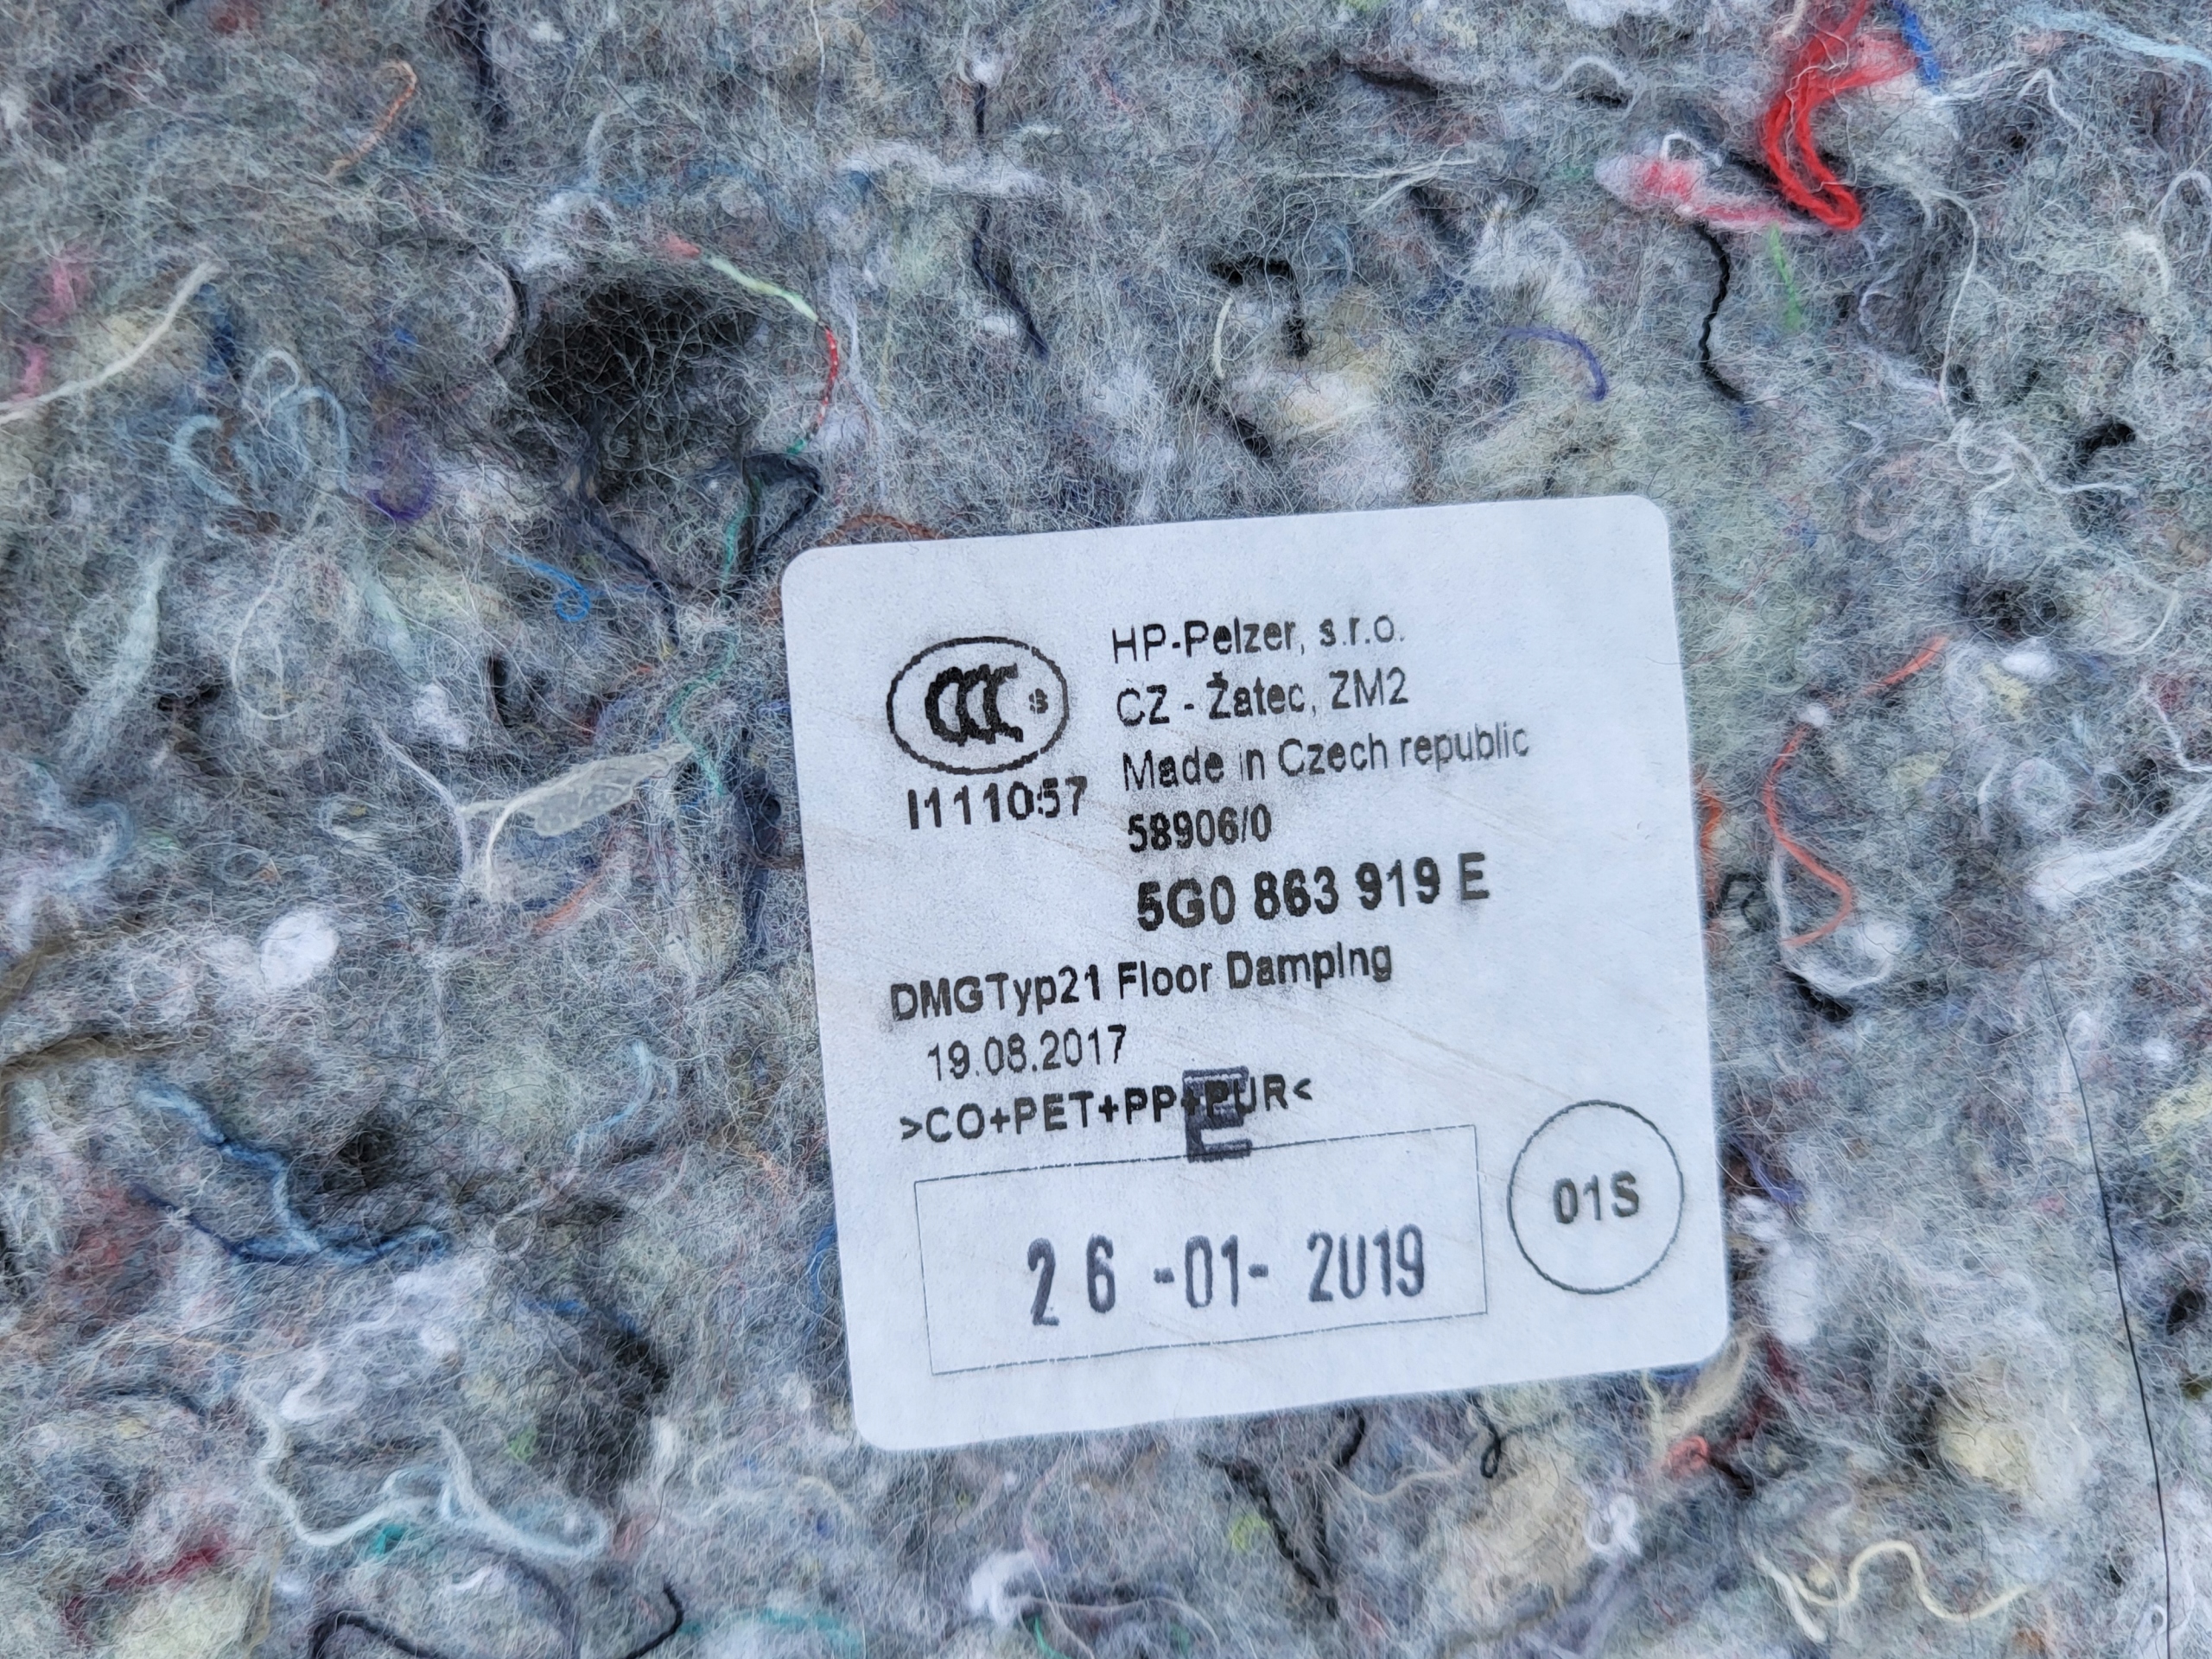 CCC S
I111057
HP-Pelzer, s.r.o.
CZ - Žatec, ZM2
Made in Czech republic
58906/0
5G0 863 919 E
DMGTyp21 Floor Damping
19.08.2017
>CO+PET+PP+PUR<
E
26 -01- 2019
01S